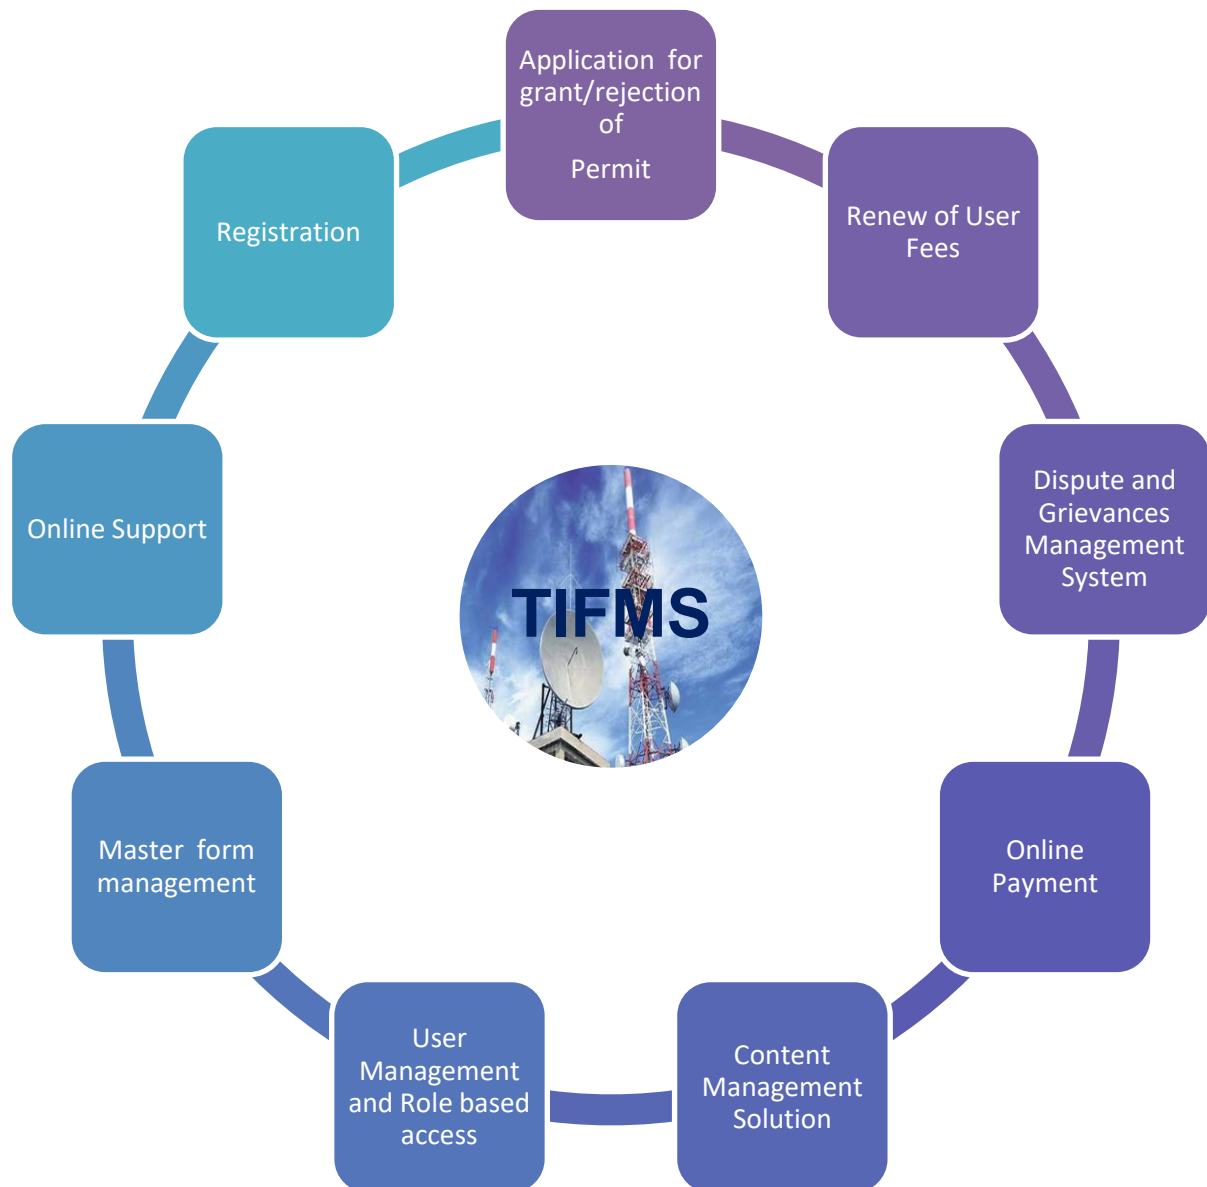 Application for
grant/rejection
of
Permit
Renew of User
Fees
Dispute and
Grievances
Management
System
Online
Payment
Content
Management
Solution
User
Management
and Role based
access
Master form
management
Online Support
Registration
TIFMS